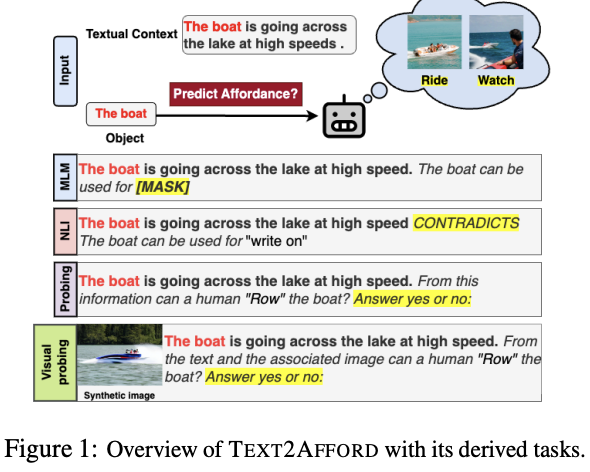 Input
Textual Context
The boat is going across
the lake at high speeds .
Predict Affordance?
The boat
Object
Ride
Watch
MLM
The boat is going across the lake at high speed. The boat can be
used for [MASK]
NLI
The boat is going across the lake at high speed CONTRADICTS
The boat can be used for "write on"
Probing
The boat is going across the lake at high speed. From this
information can a human "Row" the boat? Answer yes or no:
Visual
probing
Synthetic image
The boat is going across the lake at high speed. From
the text and the associated image can a human "Row" the
boat? Answer yes or no:
Figure 1: Overview of TEXT2AFFORD with its derived tasks.